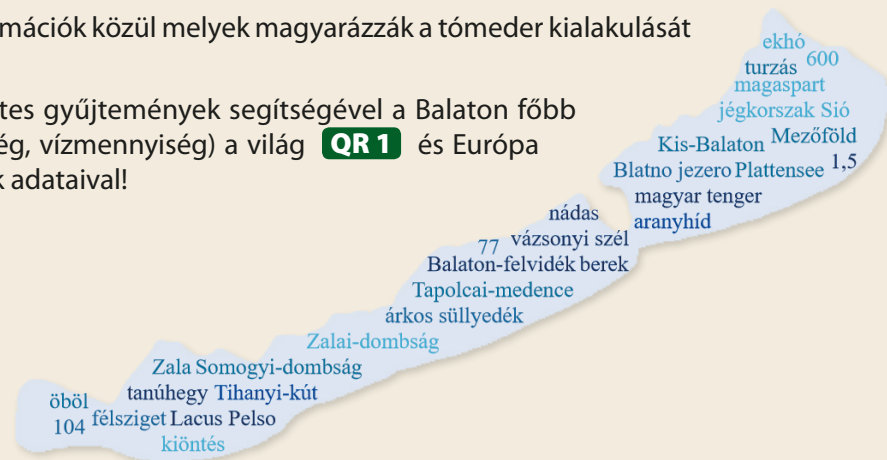 mációk közül melyek magyarázzák a tómeder kialakulását
tes gyűjtemények segítségével a Balaton főbb
ég, vízmennyiség) a világ QR 1 és Európa
k adataival!
ekhó
turzás 600
magaspart
jégkorszak Sió
Kis-Balaton Mezőföld
Blatno jezero Plattensee 1,5
magyar tenger
aranyhíd
nádas
77 vázsonyi szél
Balaton-felvidék berek
Tapolcai-medence
árkos süllyedék
Zalai-dombság
Zala Somogyi-dombság
tanúhegy Tihanyi-kút
öböl
104 félsziget Lacus Pelso
kiöntés